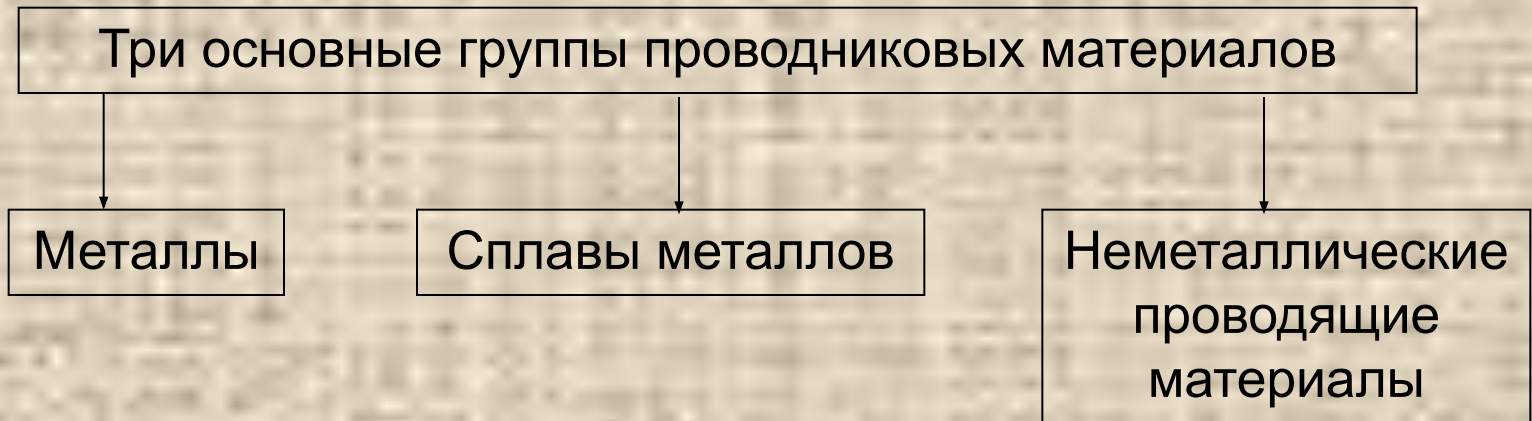 Три основные группы проводниковых материалов
Металлы
Сплавы металлов
Неметаллические
проводящие
материалы